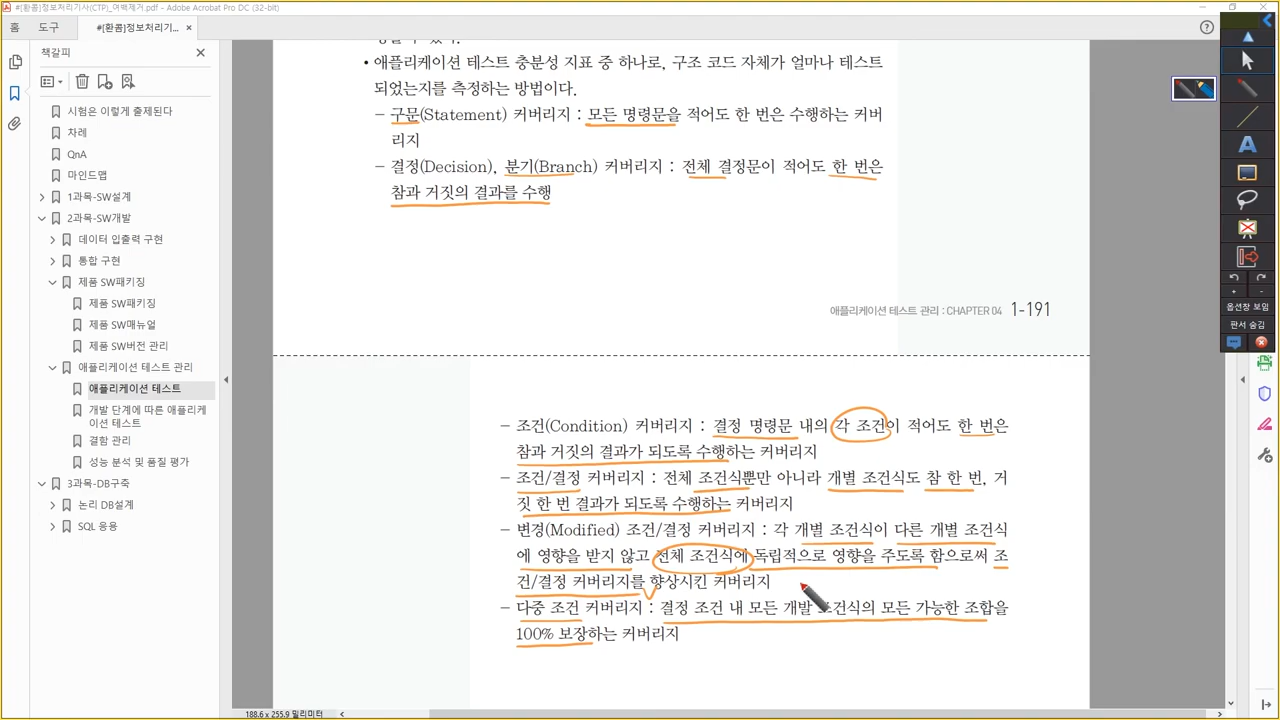 #[환콤]정보처리기사(CTP)_여백제거.pdf - Adobe Acrobat Pro DC (32-bit)
홈 도구 #[환콤]정보처리기... ×
책갈피
시험은 이렇게 출제된다
차례
QnA
마인드맵
1과목-SW설계
2과목-SW개발
데이터 입출력 구현
통합 구현
제품 SW패키징
제품 SW패키징
제품 SW매뉴얼
제품 SW버전 관리
애플리케이션 테스트 관리
애플리케이션 테스트
개발 단계에 따른 애플리케
이션 테스트
결함 관리
성능 분석 및 품질 평가
3과목-DB구축
논리 DB설계
SQL 응용
• 애플리케이션 테스트 충분성 지표 중 하나로, 구조 코드 자체가 얼마나 테스트
되었는지를 측정하는 방법이다.
- 구문(Statement) 커버리지 : 모든 명령문을 적어도 한 번은 수행하는 커버
리지
- 결정(Decision), 분기(Branch) 커버리지 : 전체 결정문이 적어도 한 번은
참과 거짓의 결과를 수행
애플리케이션 테스트 관리 : CHAPTER 04 1-191
- 조건(Condition) 커버리지 : 결정 명령문 내의 각 조건이 적어도 한 번은
참과 거짓의 결과가 되도록 수행하는 커버리지
- 조건/결정 커버리지 : 전체 조건식뿐만 아니라 개별 조건식도 참 한 번, 거
짓 한 번 결과가 되도록 수행하는 커버리지
- 변경(Modified) 조건/결정 커버리지 : 각 개별 조건식이 다른 개별 조건식
에 영향을 받지 않고 전체 조건식에 독립적으로 영향을 주도록 함으로써 조
건/결정 커버리지를 향상시킨 커버리지
- 다중 조건 커버리지 : 결정 조건 내 모든 개발 조건식의 모든 가능한 조합을
100% 보장하는 커버리지
188.6 x 255.9 밀리미터
A
옵션창 보임
판서 숨김